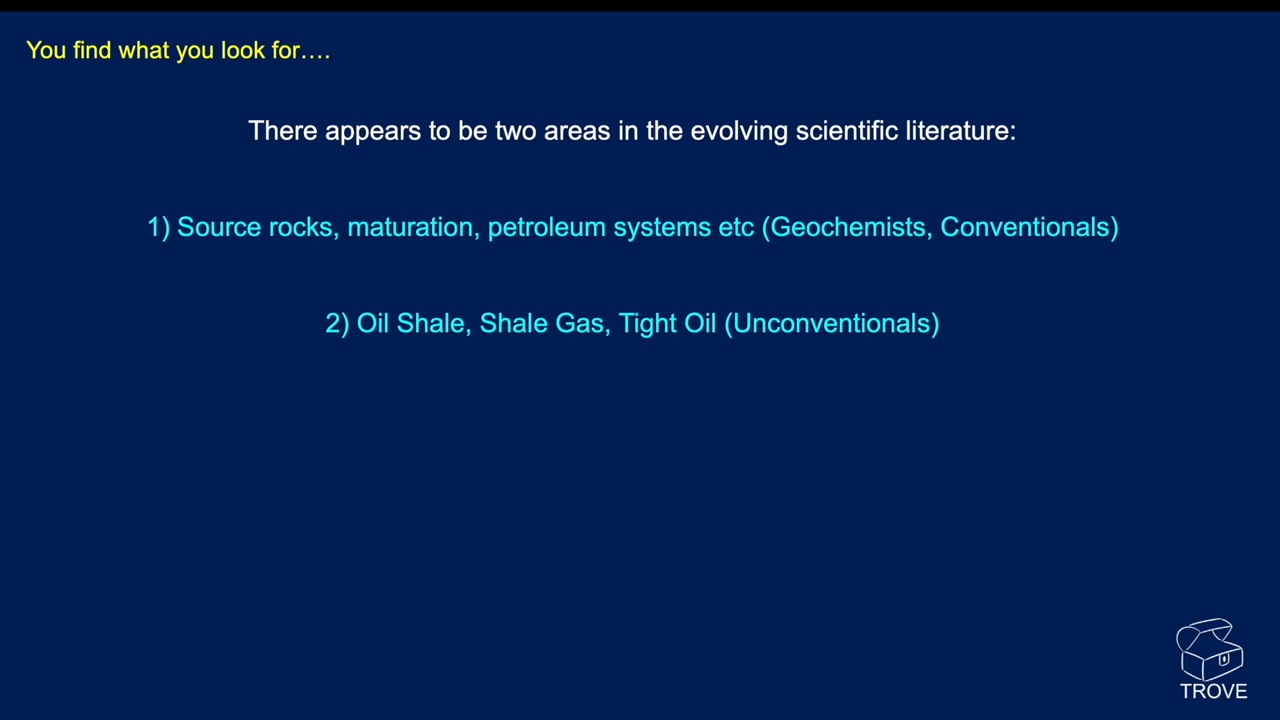 You find what you look for….
There appears to be two areas in the evolving scientific literature:
1) Source rocks, maturation, petroleum systems etc (Geochemists, Conventionals)
2) Oil Shale, Shale Gas, Tight Oil (Unconventionals)
TROVE